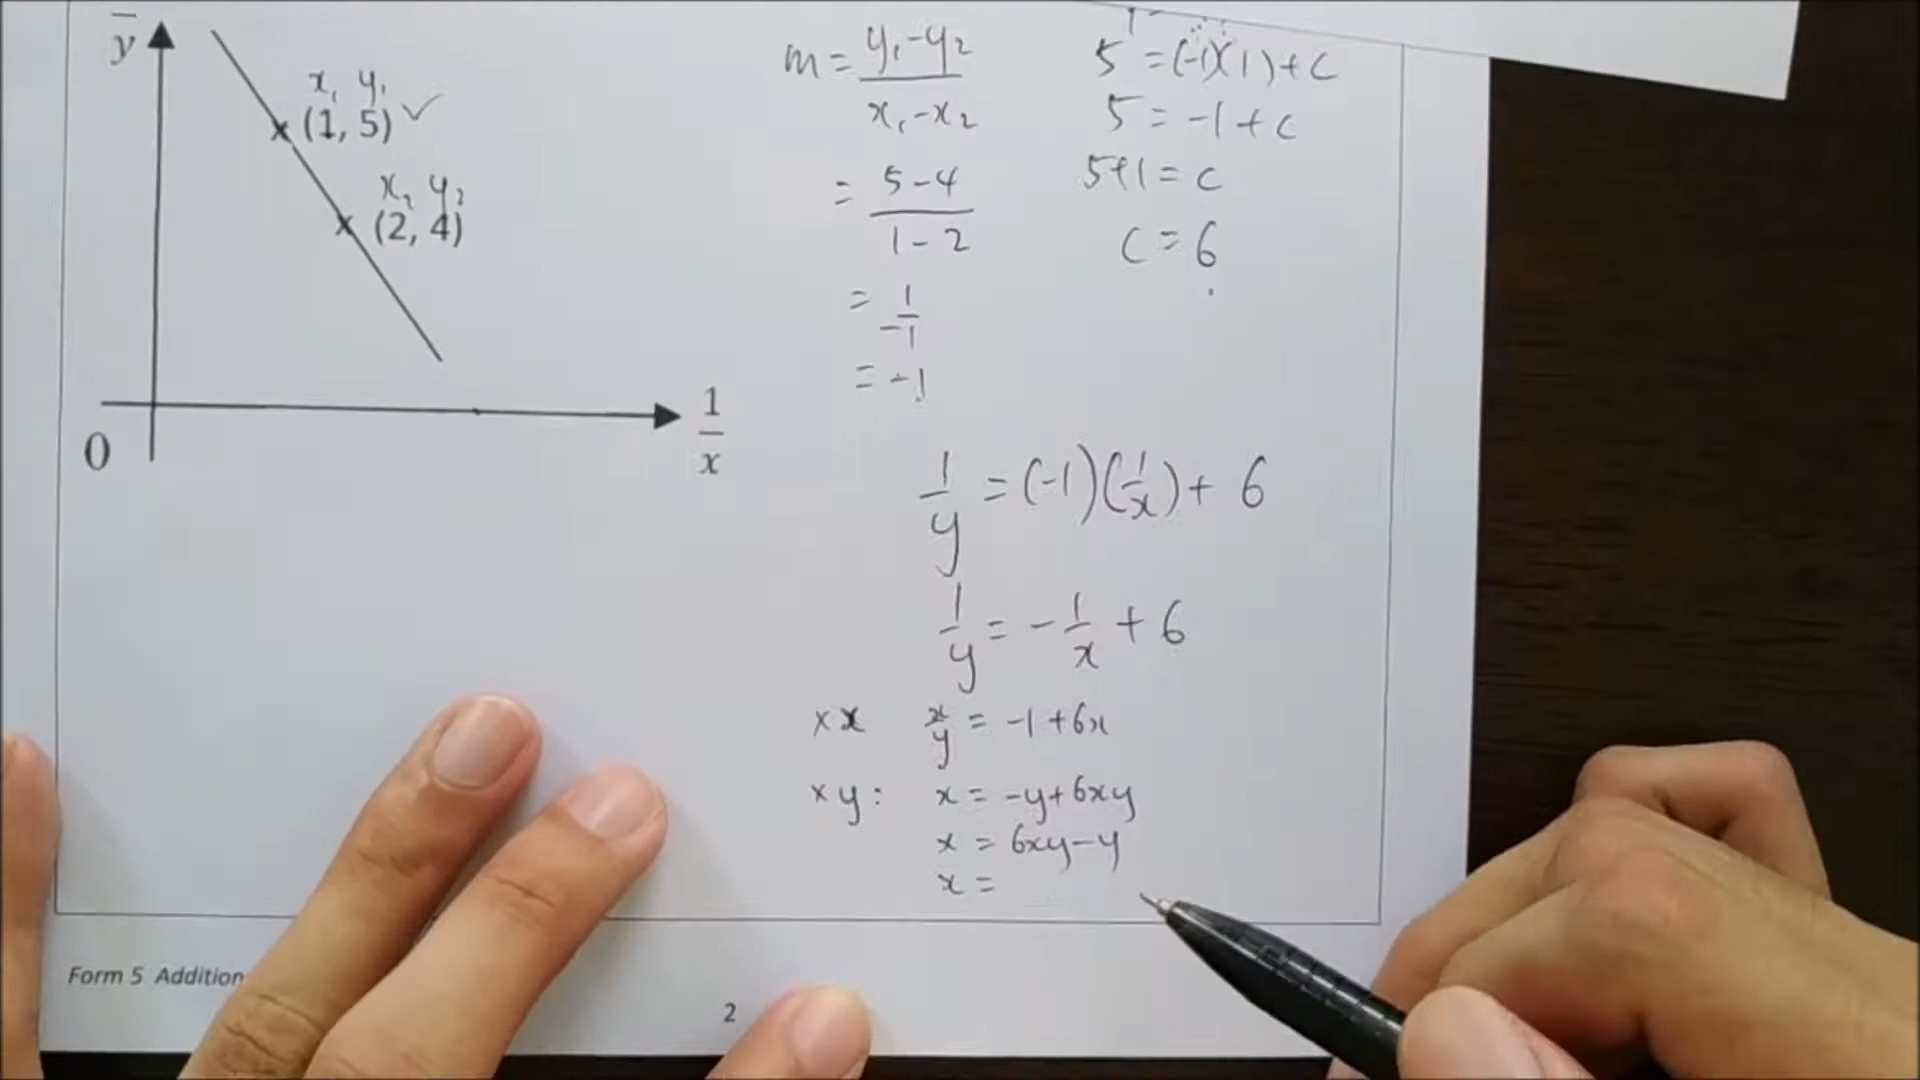 y
x₁ y₁
(1, 5) ✓
x₂ y₂
(2, 4)
0
1/x
m = (y₁-y₂)/(x₁-x₂)
= (5-4)/(1-2)
= 1/-1
= -1
5 = (-1)(1)+c
5 = -1+c
5+1 = c
c = 6
1/y = (-1)(1/x) + 6
1/y = -1/x + 6
×x x/y = -1+6x
×y: x = -y+6xy
x = 6xy-y
x =
Form 5 Addition
2